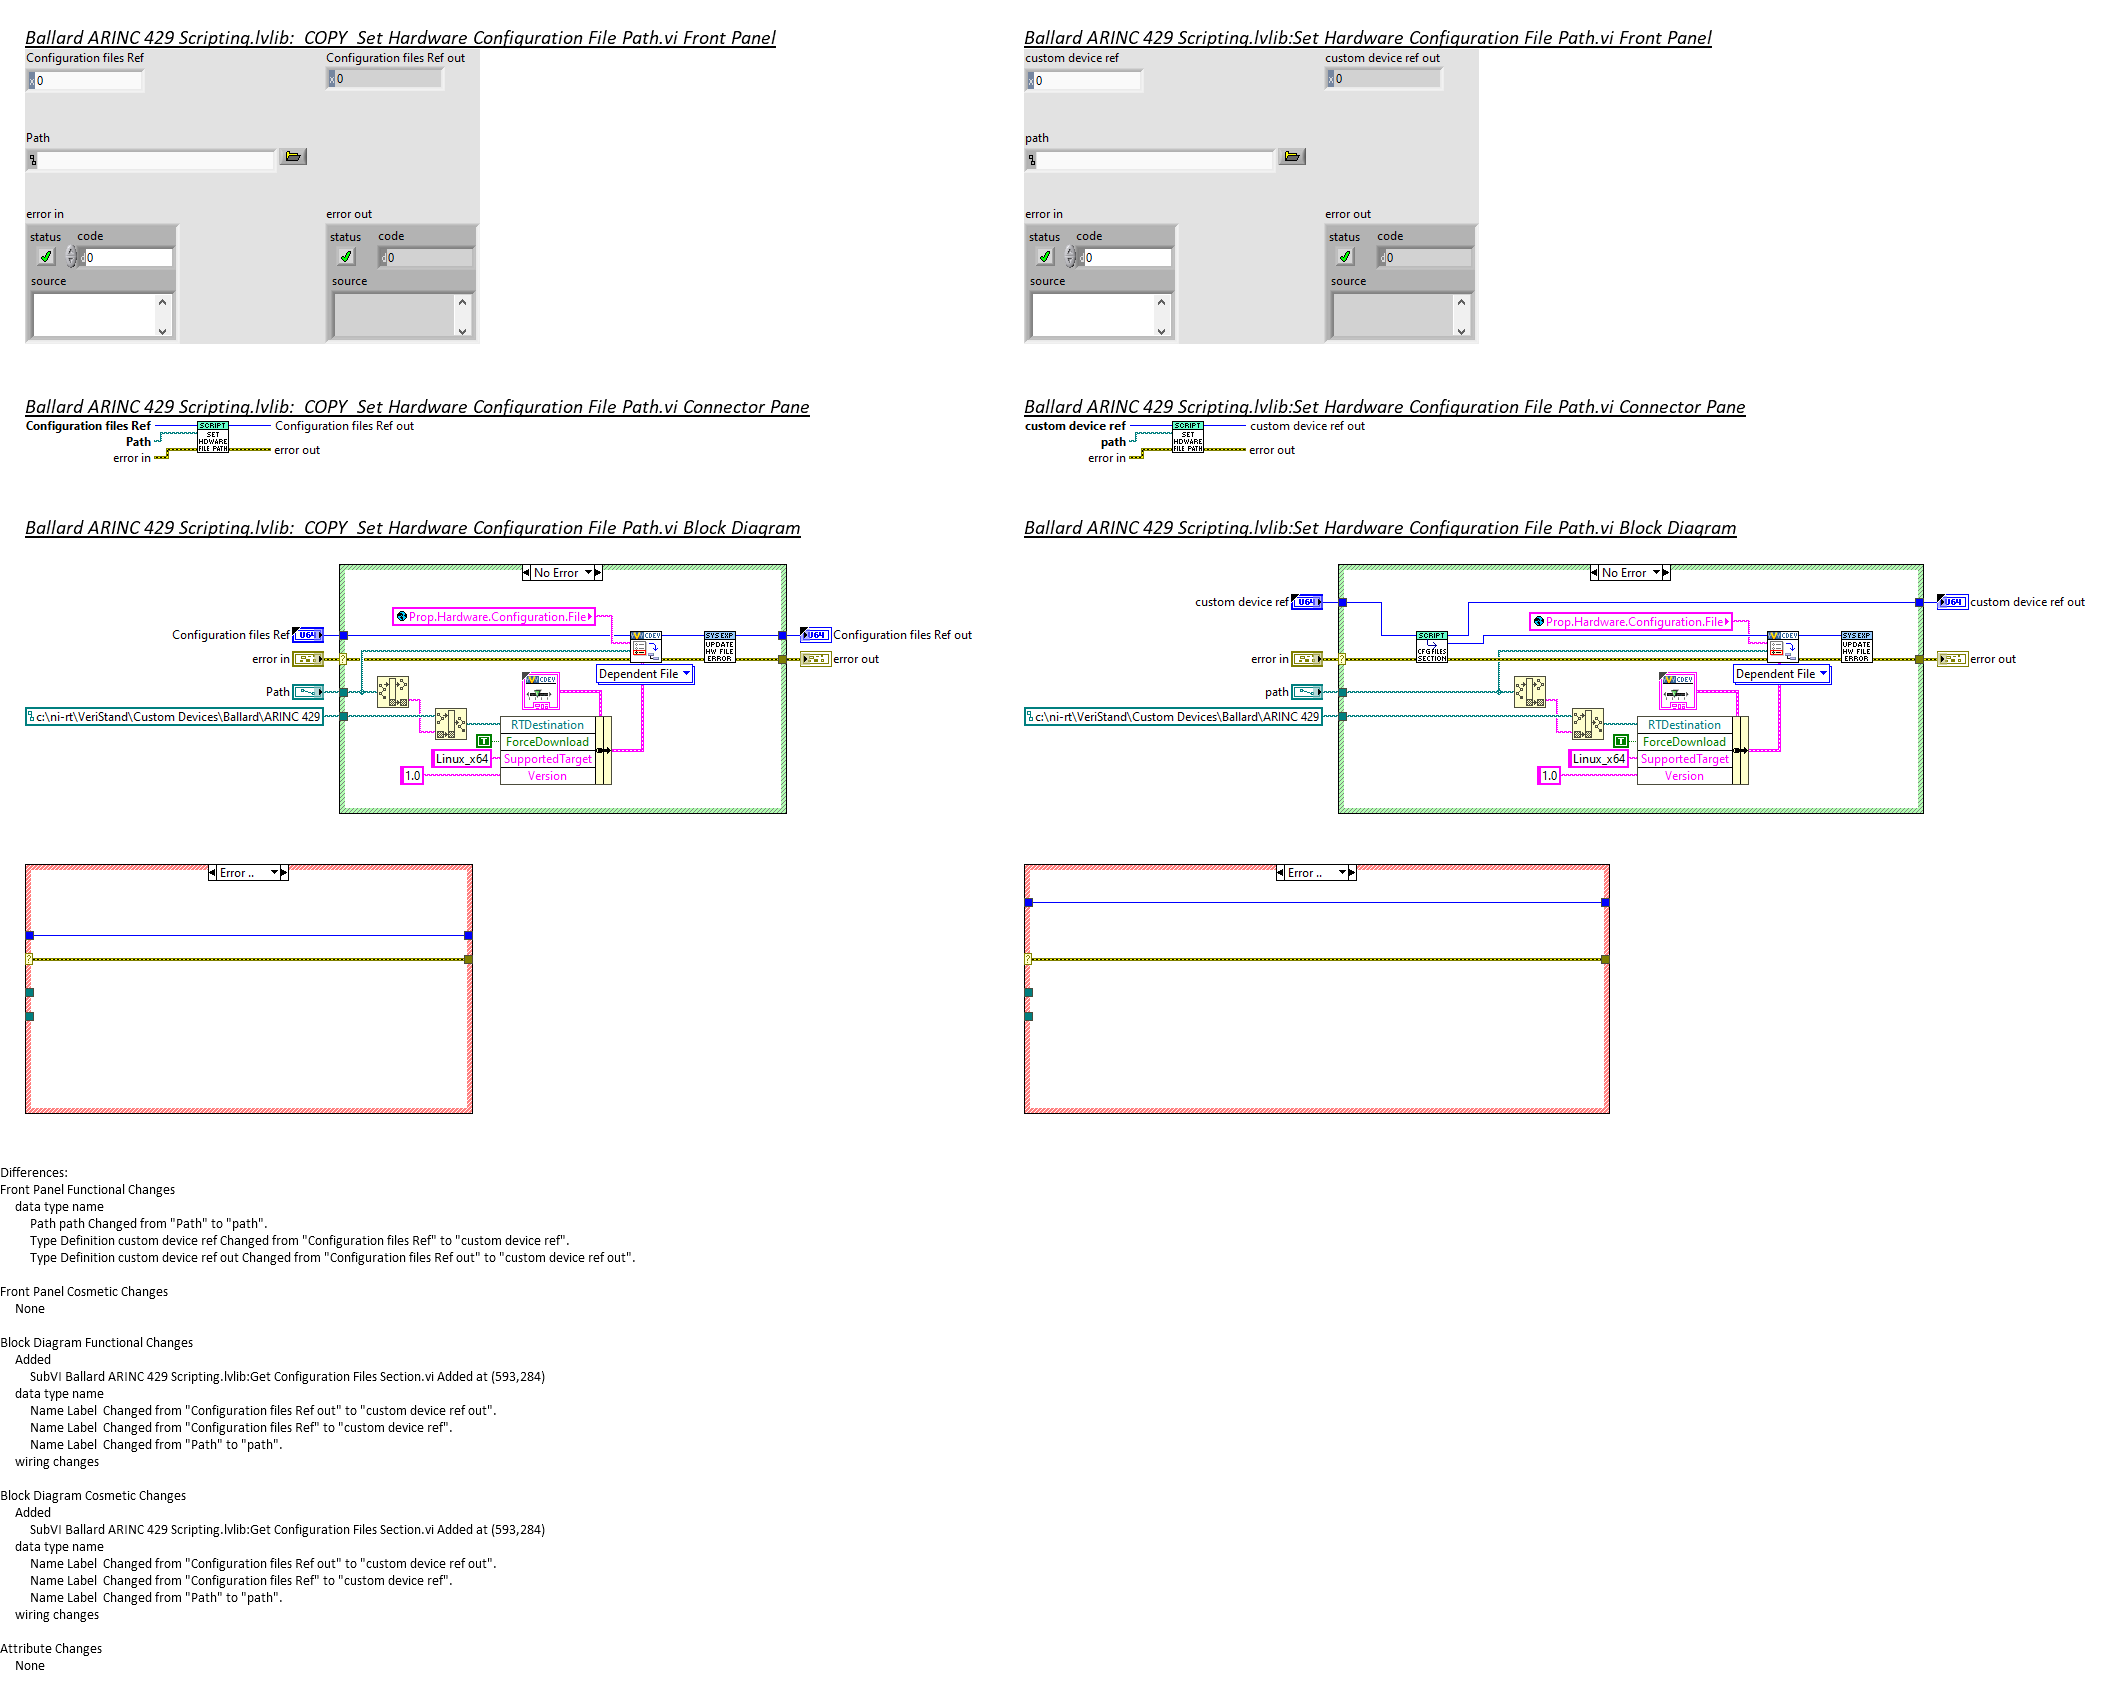 Ballard ARINC 429 Scripting.lvlib:  COPY  Set Hardware Configuration File Path.vi Front Panel
Configuration files Ref
Configuration files Ref out
x 0
x 0
Path
error in
error out
status code
status code
d 0
d 0
source
source
Ballard ARINC 429 Scripting.lvlib:Set Hardware Configuration File Path.vi Front Panel
custom device ref
custom device ref out
x 0
x 0
path
error in
error out
status code
status code
d 0
d 0
source
source
Ballard ARINC 429 Scripting.lvlib:  COPY  Set Hardware Configuration File Path.vi Connector Pane
Configuration files Ref
Path
error in
SCRIPT
SET
HDWARE
FILE PATH
Configuration files Ref out
error out
Ballard ARINC 429 Scripting.lvlib:Set Hardware Configuration File Path.vi Connector Pane
custom device ref
path
error in
SCRIPT
SET
HDWARE
FILE PATH
custom device ref out
error out
Ballard ARINC 429 Scripting.lvlib:  COPY  Set Hardware Configuration File Path.vi Block Diagram
No Error
Prop.Hardware.Configuration.File
Configuration files Ref
U64
CDEV
SYS EXP
UPDATE
HW FILE
ERROR
U64
Configuration files Ref out
error in
error out
Dependent File
Path
CDEV
c:\ni-rt\VeriStand\Custom Devices\Ballard\ARINC 429
RTDestination
T
ForceDownload
Linux_x64
SupportedTarget
1.0
Version
Error ..
Ballard ARINC 429 Scripting.lvlib:Set Hardware Configuration File Path.vi Block Diagram
No Error
custom device ref
U64
U64
custom device ref out
Prop.Hardware.Configuration.File
SCRIPT
CFG FILES
SECTION
CDEV
SYS EXP
UPDATE
HW FILE
ERROR
error in
error out
Dependent File
path
CDEV
c:\ni-rt\VeriStand\Custom Devices\Ballard\ARINC 429
RTDestination
T
ForceDownload
Linux_x64
SupportedTarget
1.0
Version
Error ..
Differences:
Front Panel Functional Changes
data type name
Path path Changed from "Path" to "path".
Type Definition custom device ref Changed from "Configuration files Ref" to "custom device ref".
Type Definition custom device ref out Changed from "Configuration files Ref out" to "custom device ref out".
Front Panel Cosmetic Changes
None
Block Diagram Functional Changes
Added
SubVI Ballard ARINC 429 Scripting.lvlib:Get Configuration Files Section.vi Added at (593,284)
data type name
Name Label  Changed from "Configuration files Ref out" to "custom device ref out".
Name Label  Changed from "Configuration files Ref" to "custom device ref".
Name Label  Changed from "Path" to "path".
wiring changes
Block Diagram Cosmetic Changes
Added
SubVI Ballard ARINC 429 Scripting.lvlib:Get Configuration Files Section.vi Added at (593,284)
data type name
Name Label  Changed from "Configuration files Ref out" to "custom device ref out".
Name Label  Changed from "Configuration files Ref" to "custom device ref".
Name Label  Changed from "Path" to "path".
wiring changes
Attribute Changes
None